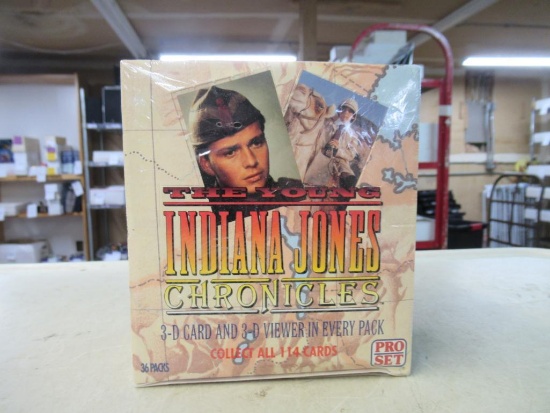 THE YOUNG
INDIANA JONES
CHRONICLES
3-D CARD AND 3-D VIEWER IN EVERY PACK
COLLECT ALL 114 CARDS
36 PACKS
PRO
SET